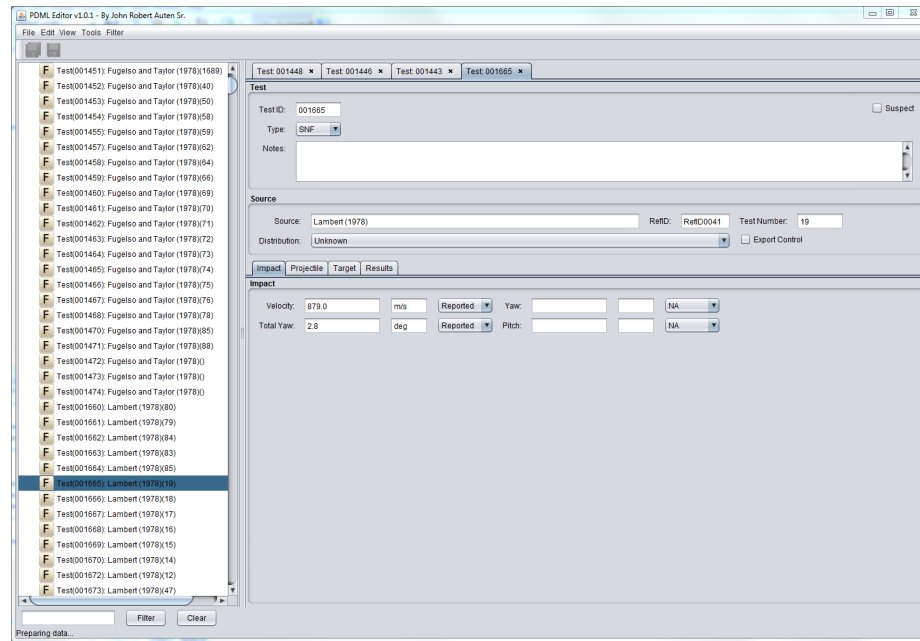 PDML Editor v1.0.1 - By John Robert Auten Sr.
File Edit View Tools Filter
F Test(001451): Fugelso and Taylor (1978)(1689)
F Test(001452): Fugelso and Taylor (1978)(40)
F Test(001453): Fugelso and Taylor (1978)(50)
F Test(001454): Fugelso and Taylor (1978)(58)
F Test(001455): Fugelso and Taylor (1978)(59)
F Test(001457): Fugelso and Taylor (1978)(62)
F Test(001458): Fugelso and Taylor (1978)(64)
F Test(001459): Fugelso and Taylor (1978)(66)
F Test(001460): Fugelso and Taylor (1978)(69)
F Test(001461): Fugelso and Taylor (1978)(70)
F Test(001462): Fugelso and Taylor (1978)(71)
F Test(001463): Fugelso and Taylor (1978)(72)
F Test(001464): Fugelso and Taylor (1978)(73)
F Test(001465): Fugelso and Taylor (1978)(74)
F Test(001466): Fugelso and Taylor (1978)(75)
F Test(001467): Fugelso and Taylor (1978)(76)
F Test(001468): Fugelso and Taylor (1978)(78)
F Test(001470): Fugelso and Taylor (1978)(85)
F Test(001471): Fugelso and Taylor (1978)(88)
F Test(001472): Fugelso and Taylor (1978)()
F Test(001473): Fugelso and Taylor (1978)()
F Test(001474): Fugelso and Taylor (1978)()
F Test(001660): Lambert (1978)(80)
F Test(001661): Lambert (1978)(79)
F Test(001662): Lambert (1978)(84)
F Test(001663): Lambert (1978)(83)
F Test(001664): Lambert (1978)(85)
F Test(001665): Lambert (1978)(19)
F Test(001666): Lambert (1978)(18)
F Test(001667): Lambert (1978)(17)
F Test(001668): Lambert (1978)(16)
F Test(001669): Lambert (1978)(15)
F Test(001670): Lambert (1978)(14)
F Test(001672): Lambert (1978)(12)
F Test(001673): Lambert (1978)(47)
Filter Clear
Preparing data...
Test: 001448 Test: 001446 Test: 001443 Test: 001665
Test
Test ID: 001665 Suspect
Type: SNF
Notes:
Source
Source: Lambert (1978) RefID: RefID0041 Test Number: 19
Distribution: Unknown Export Control
Impact Projectile Target Results
Impact
Velocity: 879.0 m/s Reported Yaw: NA
Total Yaw: 2.8 deg Reported Pitch: NA